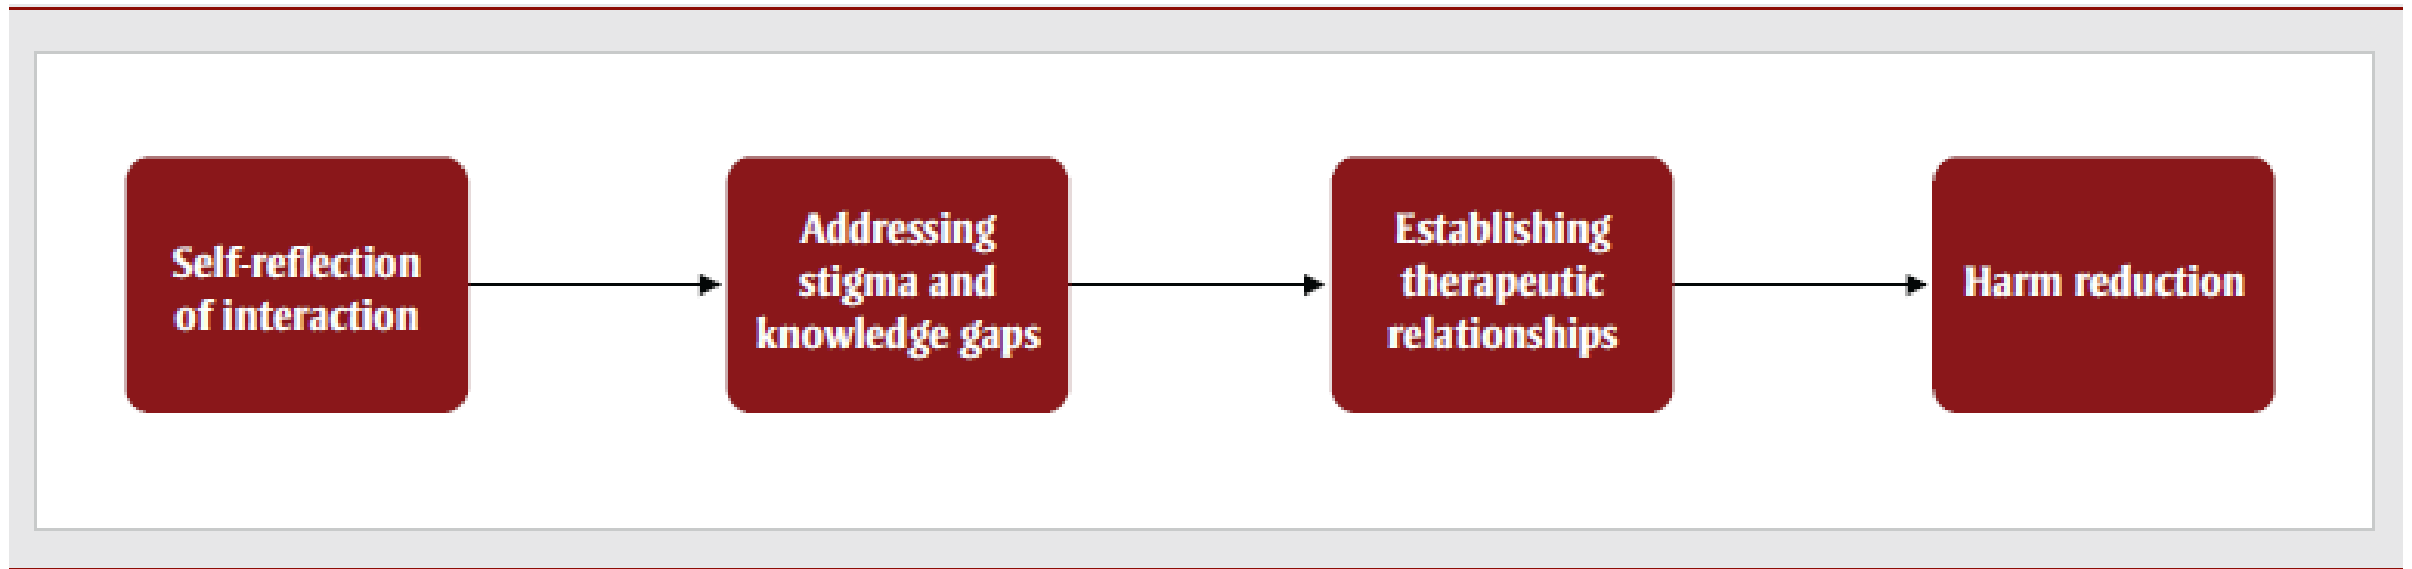 Self-reflection
of interaction
Addressing
stigma and
knowledge gaps
Establishing
therapeutic
relationships
Harm reduction